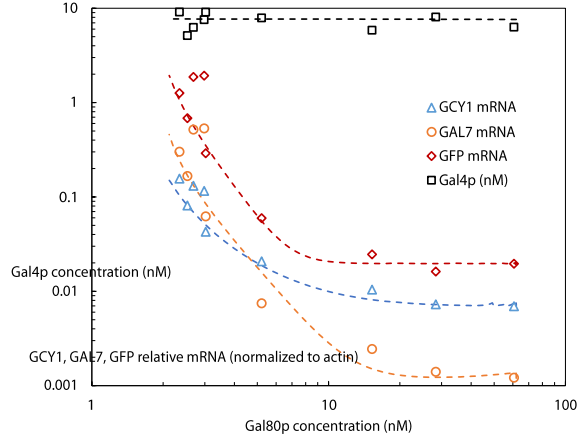 10
1
0.1
0.01
0.001
Gal4p concentration (nM)
GCY1, GAL7, GFP relative mRNA (normalized to actin)
GCY1 mRNA
GAL7 mRNA
GFP mRNA
Gal4p (nM)
1
10
100
Gal80p concentration (nM)